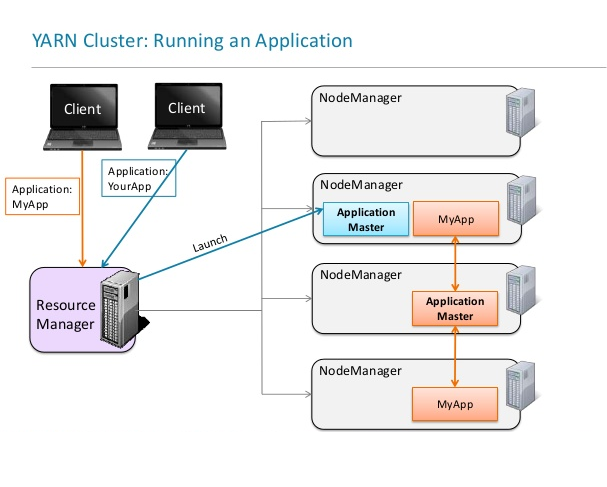 YARN Cluster: Running an Application
Client
Client
Application:
MyApp
Application:
YourApp
Resource
Manager
Launch
NodeManager
NodeManager
Application
Master
MyApp
NodeManager
Application
Master
NodeManager
MyApp